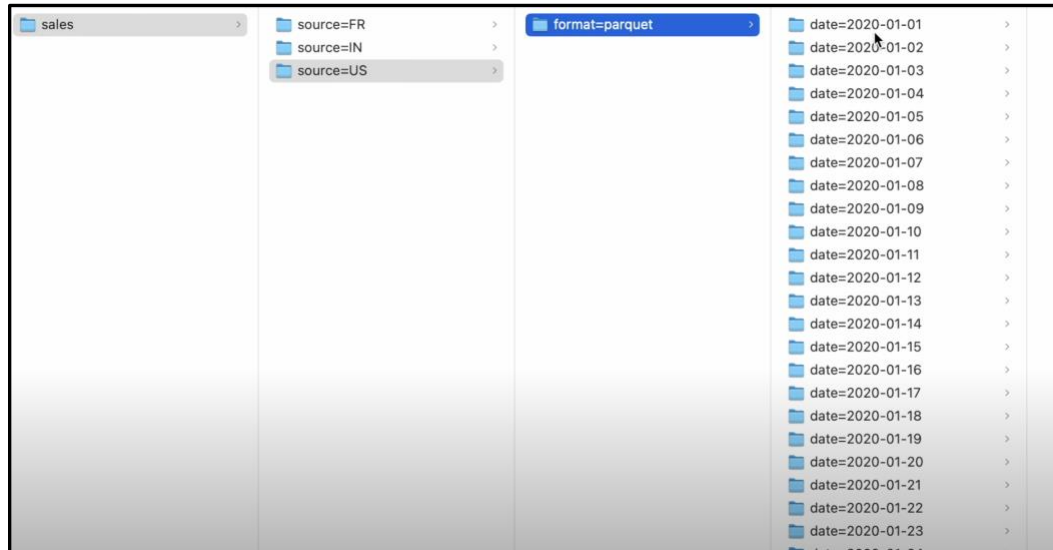 sales
source=FR
source=IN
source=US
format=parquet
date=2020-01-01
date=2020-01-02
date=2020-01-03
date=2020-01-04
date=2020-01-05
date=2020-01-06
date=2020-01-07
date=2020-01-08
date=2020-01-09
date=2020-01-10
date=2020-01-11
date=2020-01-12
date=2020-01-13
date=2020-01-14
date=2020-01-15
date=2020-01-16
date=2020-01-17
date=2020-01-18
date=2020-01-19
date=2020-01-20
date=2020-01-21
date=2020-01-22
date=2020-01-23